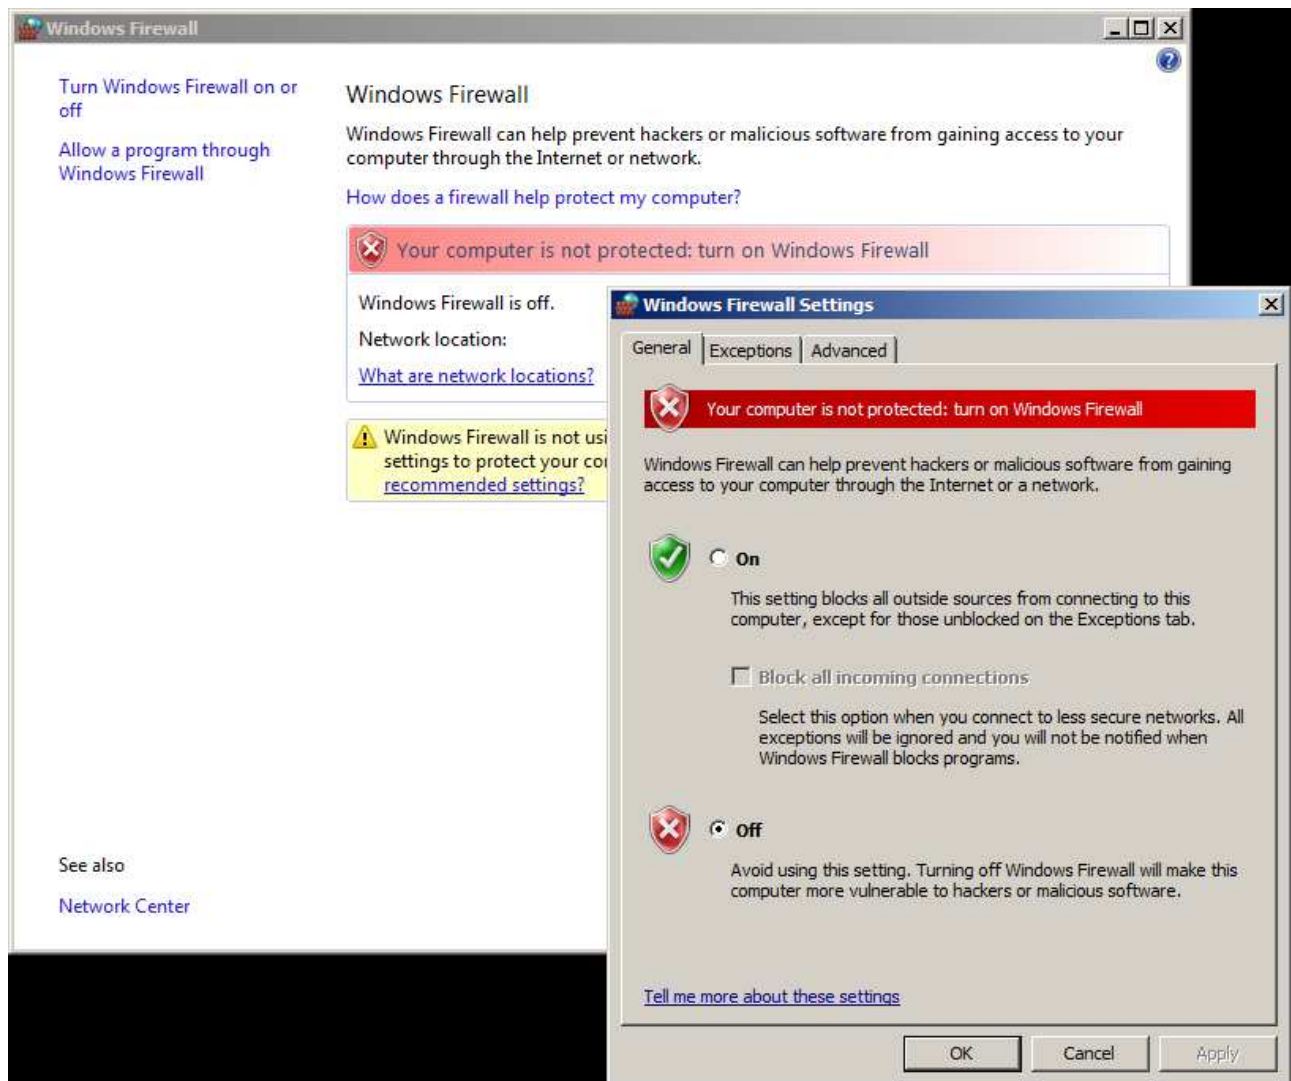 Windows Firewall
Turn Windows Firewall on or
off
Allow a program through
Windows Firewall
Windows Firewall
Windows Firewall can help prevent hackers or malicious software from gaining access to your
computer through the Internet or network.
How does a firewall help protect my computer?
Your computer is not protected: turn on Windows Firewall
Windows Firewall is off.
Network location:
What are network locations?
Windows Firewall is not
settings to protect your
recommended settings?
See also
Network Center
Windows Firewall Settings
General
Exceptions
Advanced
Your computer is not protected: turn on Windows Firewall
Windows Firewall can help prevent hackers or malicious software from gaining
access to your computer through the Internet or a network.
On
This setting blocks all outside sources from connecting to this
computer, except for those unblocked on the Exceptions tab.
Block all incoming connections
Select this option when you connect to less secure networks. All
exceptions will be ignored and you will not be notified when
Windows Firewall blocks programs.
Off
Avoid using this setting. Turning off Windows Firewall will make this
computer more vulnerable to hackers or malicious software.
Tell me more about these settings
OK
Cancel
Apply